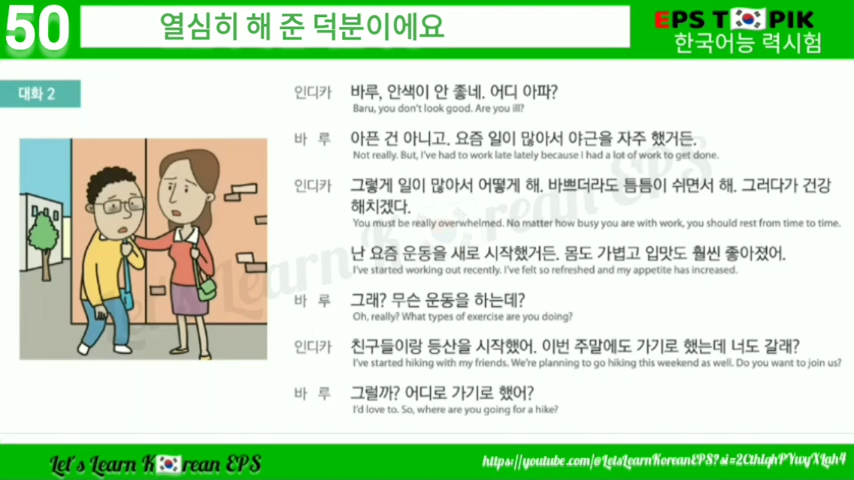 50
열심히 해 준 덕분이에요
EPS TOPIK
한국어능 력시험
대화 2
인디카 바루, 안색이 안 좋네. 어디 아파?
Baru, you don't look good. Are you ill?
바 루 아픈 건 아니고. 요즘 일이 많아서 야근을 자주 했거든.
Not really. But, I've had to work late lately because I had a lot of work to get done.
인디카 그렇게 일이 많아서 어떻게 해. 바쁘더라도 틈틈이 쉬면서 해. 그러다가 건강
해치겠다.
You must be really overwhelmed. No matter how busy you are with work, you should rest from time to time.
난 요즘 운동을 새로 시작했거든. 몸도 가볍고 입맛도 훨씬 좋아졌어.
I've started working out recently. I've felt so refreshed and my appetite has increased.
바 루 그래? 무슨 운동을 하는데?
Oh, really? What types of exercise are you doing?
인디카 친구들이랑 등산을 시작했어. 이번 주말에도 가기로 했는데 너도 갈래?
I've started hiking with my friends. We're planning to go hiking this weekend as well. Do you want to join us?
바 루 그럴까? 어디로 가기로 했어?
I'd love to. So, where are you going for a hike?
Let's Learn Korean EPS
Let's Learn Korean EPS
https://youtube.com/@LetsLearnKoreanEPS?si=2CthlqhPYwyXLah4